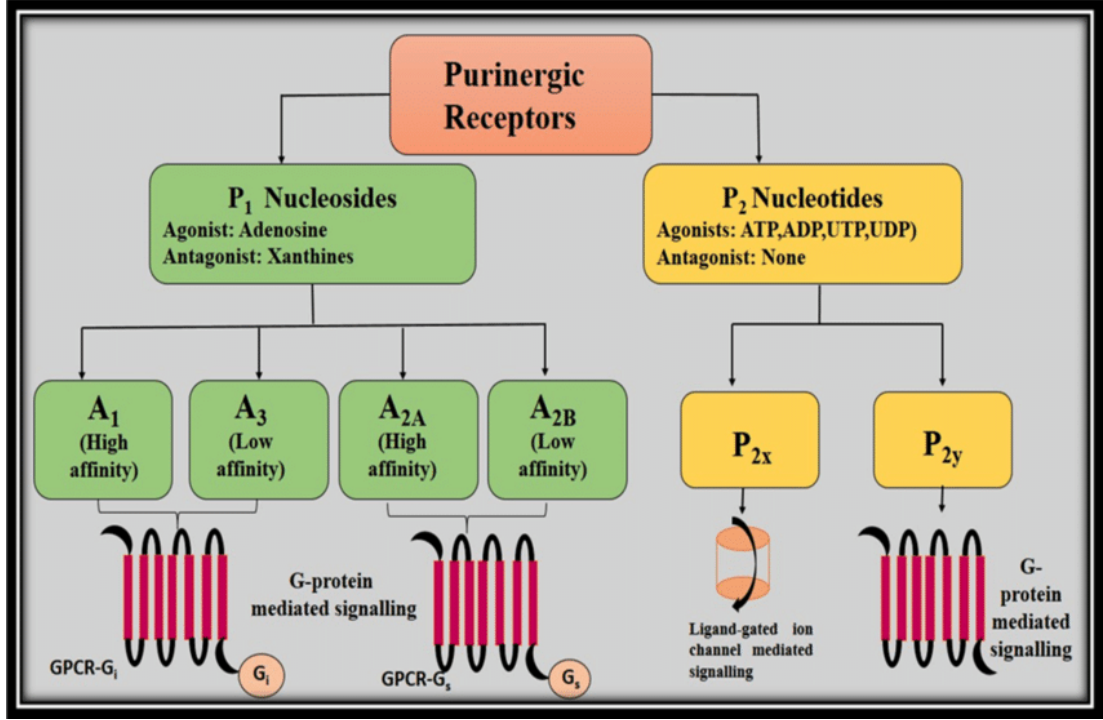 Purinergic
Receptors
P₁ Nucleosides
Agonist: Adenosine
Antagonist: Xanthines
P₂ Nucleotides
Agonists: ATP,ADP,UTP,UDP)
Antagonist: None
A₁
(High
affinity)
A₃
(Low
affinity)
A₂A
(High
affinity)
A₂B
(Low
affinity)
P₂ₓ
P₂y
G-protein
mediated signalling
GPCR-Gᵢ
Gᵢ
GPCR-Gₛ
Gₛ
Ligand-gated ion
channel mediated
signalling
G-
protein
mediated
signalling